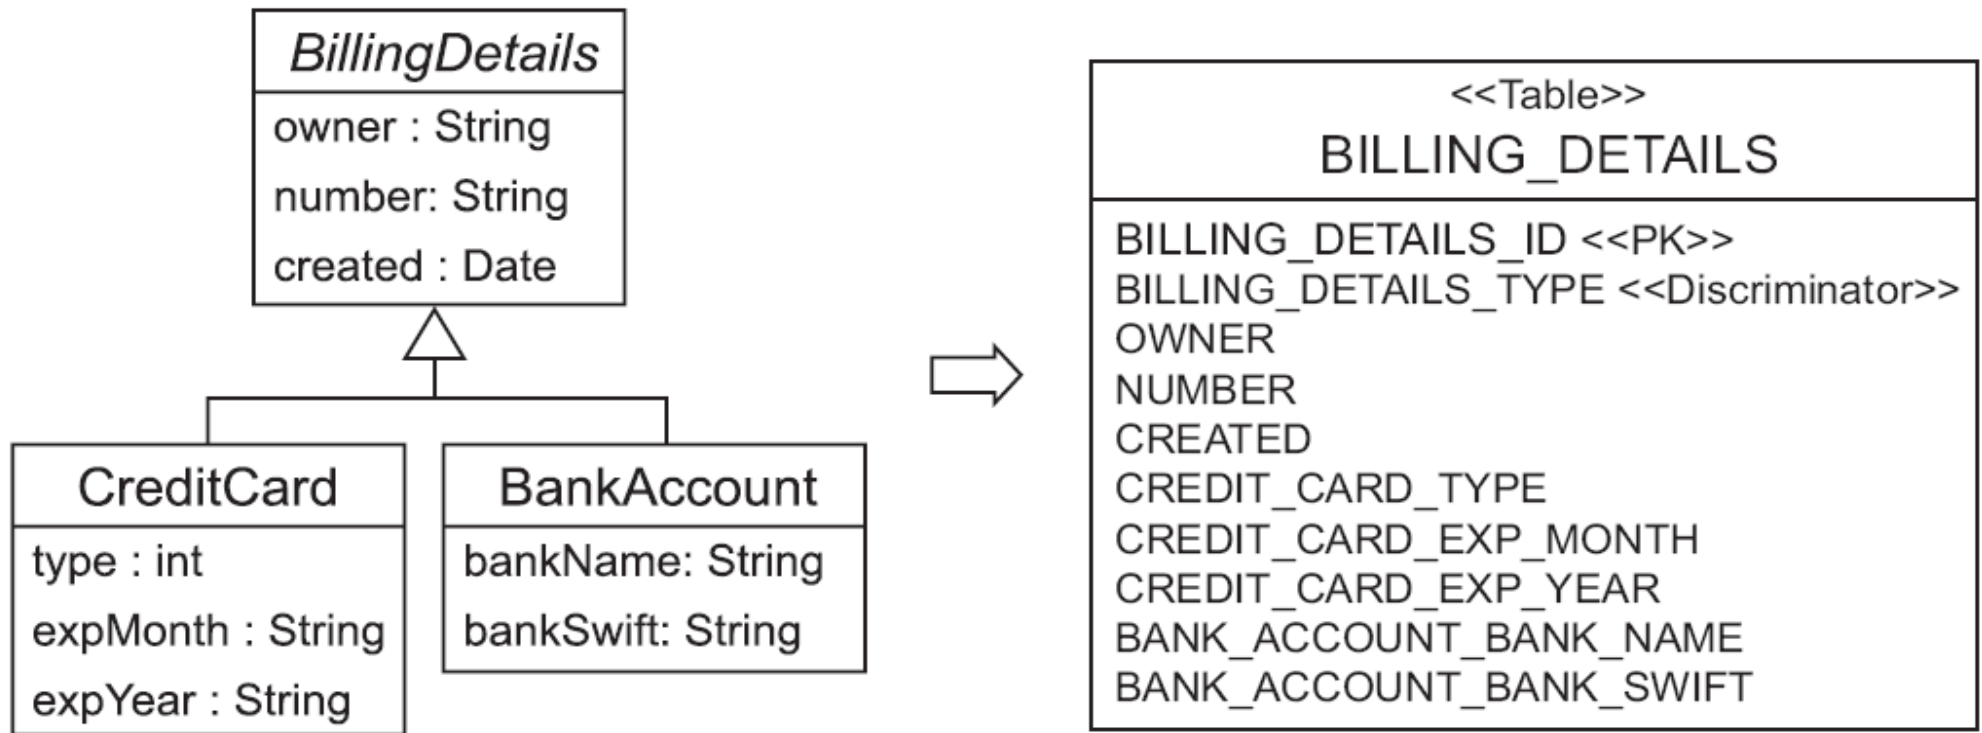 BillingDetails
owner : String
number: String
created : Date
CreditCard
type : int
expMonth : String
expYear : String
BankAccount
bankName: String
bankSwift: String
<<Table>>
BILLING_DETAILS
BILLING_DETAILS_ID <<PK>>
BILLING_DETAILS_TYPE <<Discriminator>>
OWNER
NUMBER
CREATED
CREDIT_CARD_TYPE
CREDIT_CARD_EXP_MONTH
CREDIT_CARD_EXP_YEAR
BANK_ACCOUNT_BANK_NAME
BANK_ACCOUNT_BANK_SWIFT